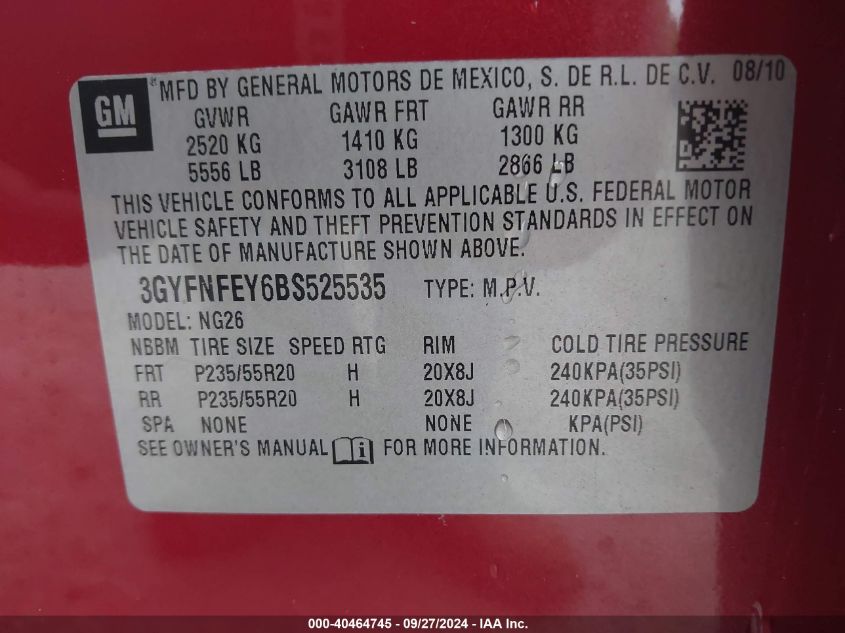 GM
MFD BY GENERAL MOTORS DE MEXICO, S. DE R.L. DE C.V. 08/10
GVWR GAWR FRT GAWR RR
2520 KG 1410 KG 1300 KG
5556 LB 3108 LB 2866 LB
THIS VEHICLE CONFORMS TO ALL APPLICABLE U.S. FEDERAL MOTOR
VEHICLE SAFETY AND THEFT PREVENTION STANDARDS IN EFFECT ON
THE DATE OF MANUFACTURE SHOWN ABOVE.
3GYFNFEY6BS525535 TYPE: M.P.V.
MODEL: NG26
NBBM TIRE SIZE SPEED RTG RIM COLD TIRE PRESSURE
FRT P235/55R20 H 20X8J 240KPA(35PSI)
RR P235/55R20 H 20X8J 240KPA(35PSI)
SPA NONE NONE KPA(PSI)
SEE OWNER'S MANUAL i FOR MORE INFORMATION.
000-40464745 - 09/27/2024 - IAA Inc.